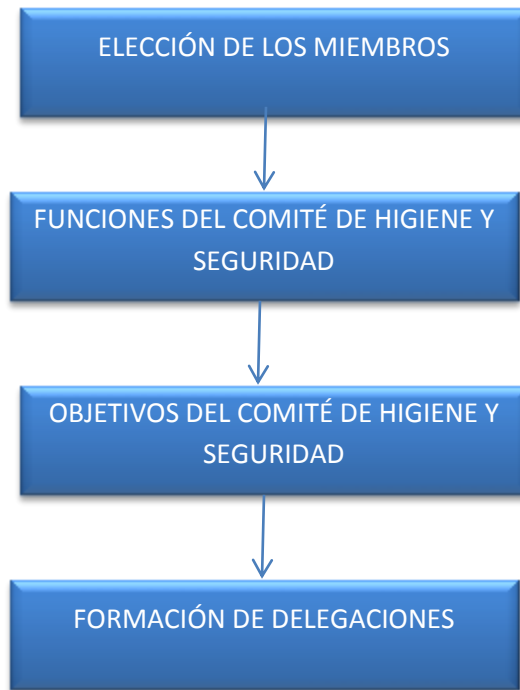 ELECCIÓN DE LOS MIEMBROS
FUNCIONES DEL COMITÉ DE HIGIENE Y
SEGURIDAD
OBJETIVOS DEL COMITÉ DE HIGIENE Y
SEGURIDAD
FORMACIÓN DE DELEGACIONES